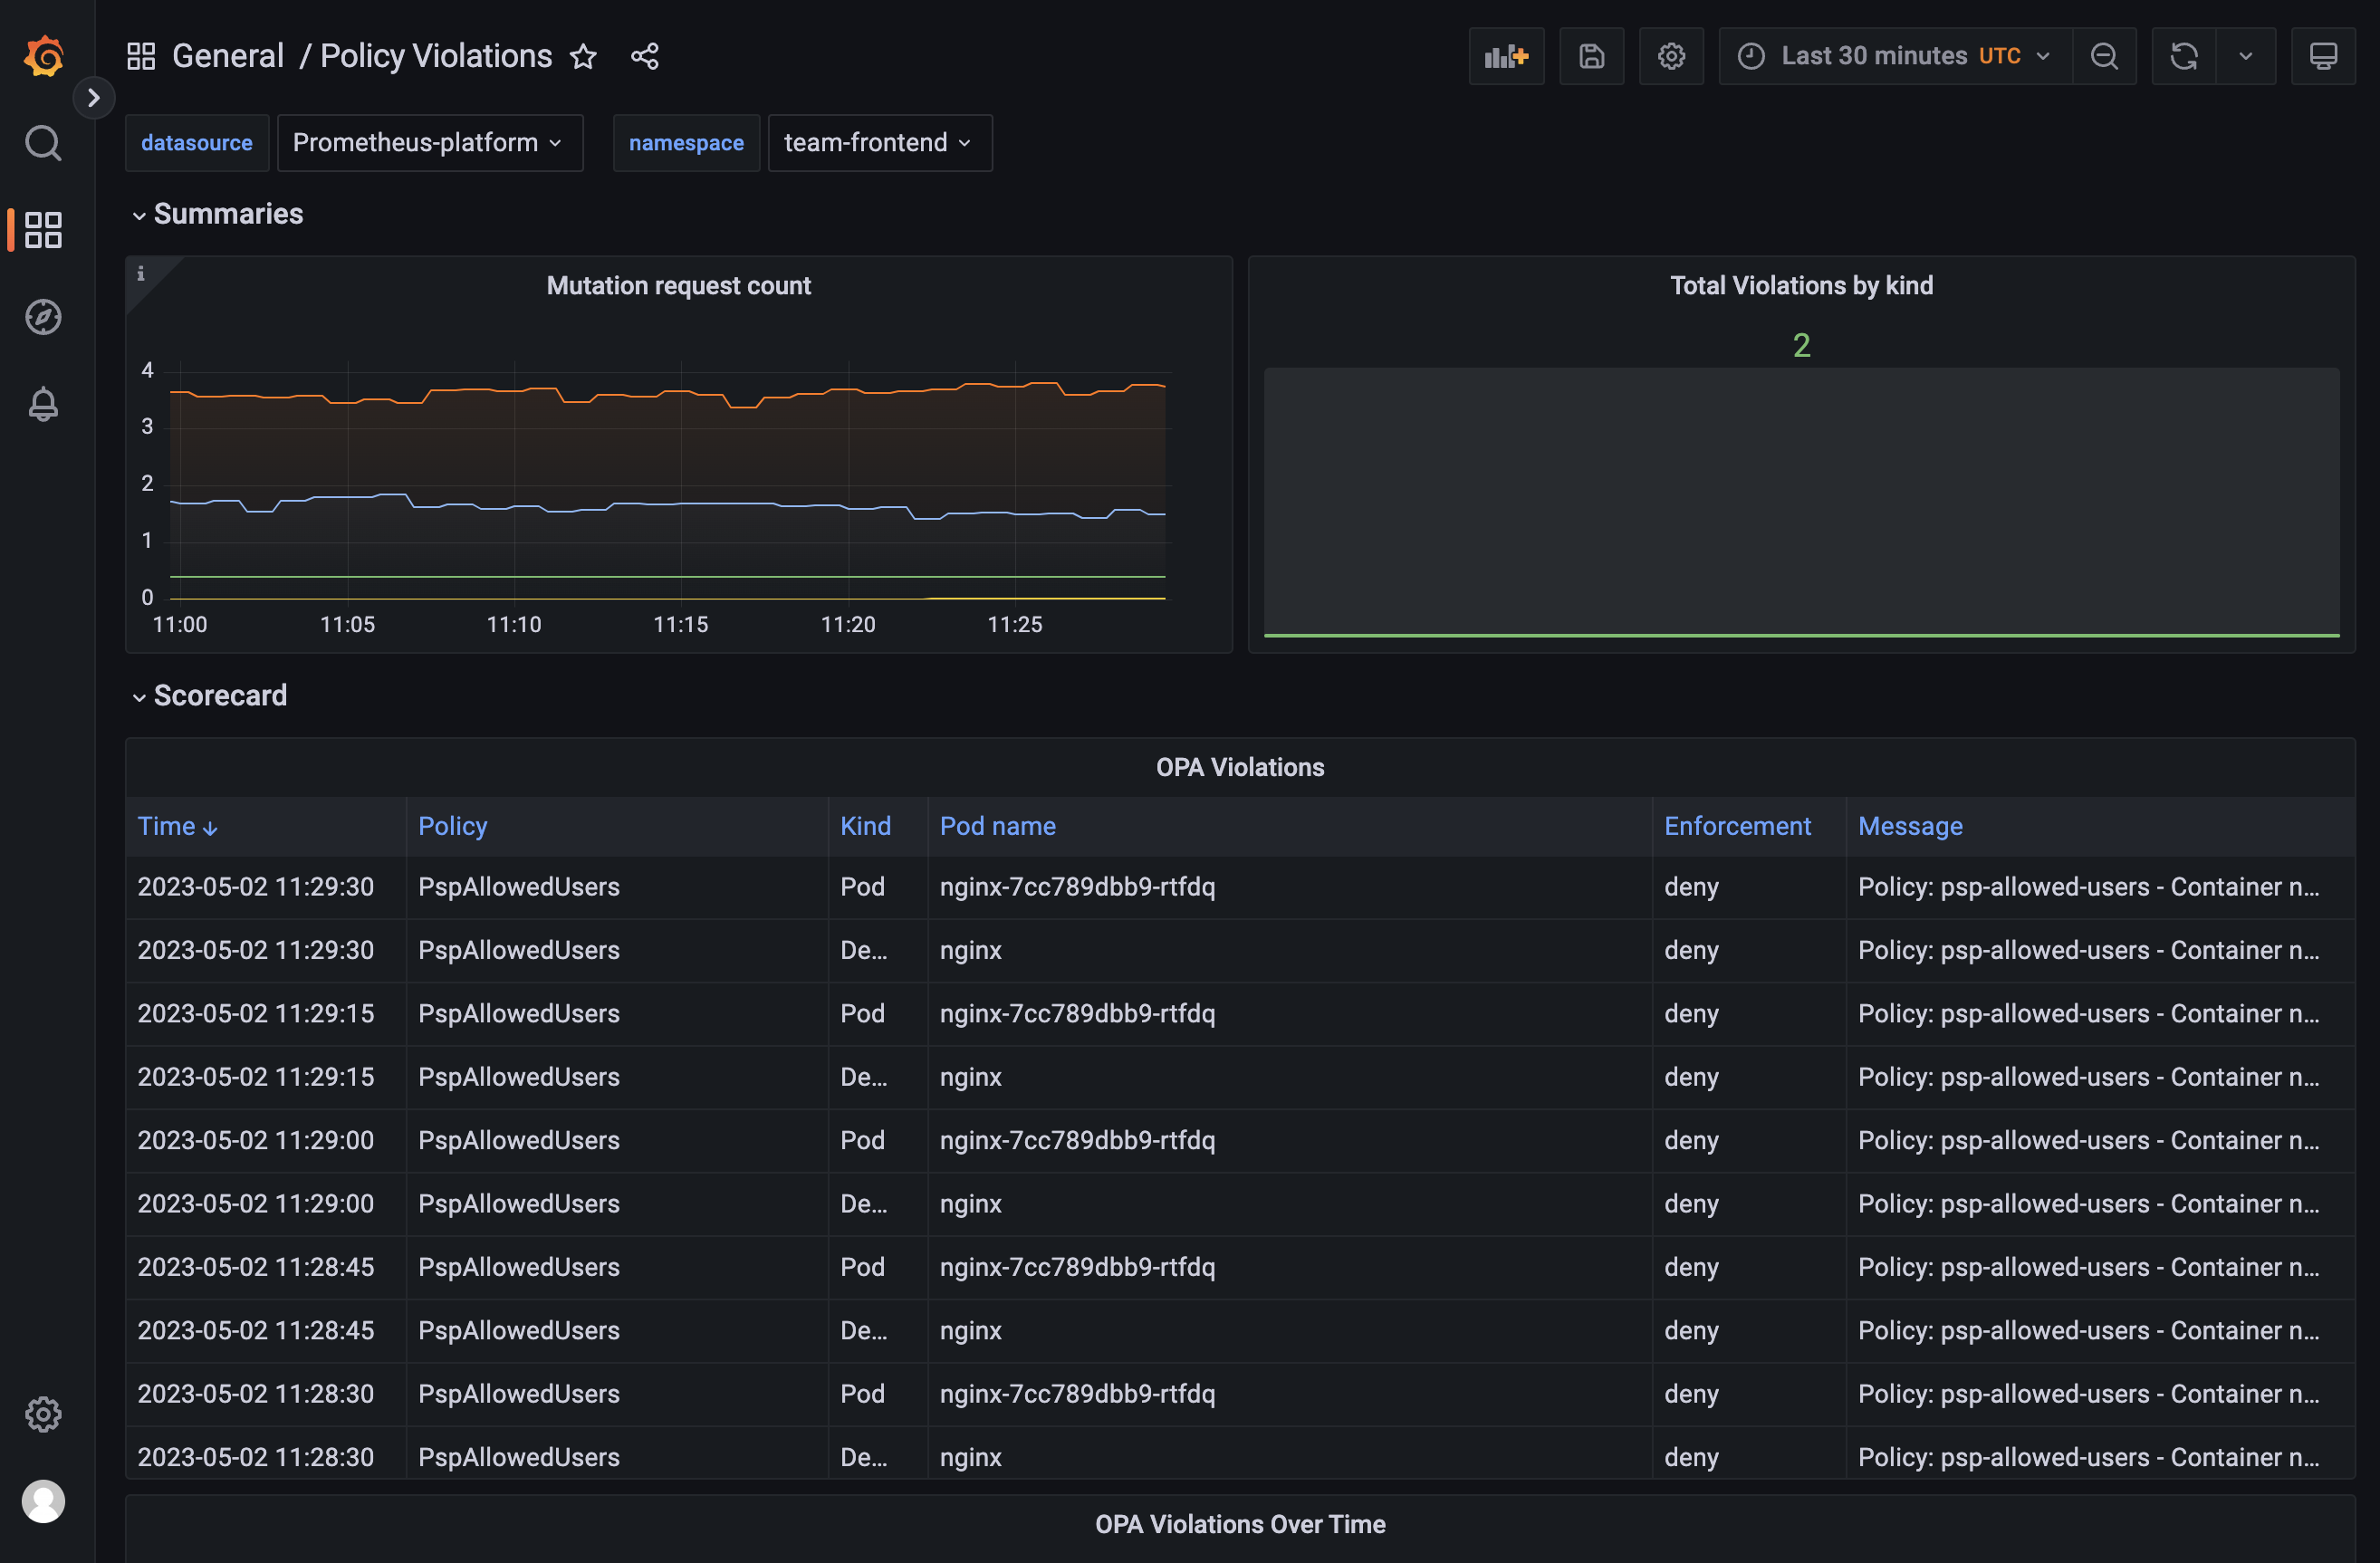 General / Policy Violations
Last 30 minutes UTC
datasource Prometheus-platform namespace team-frontend
Summaries
i
Mutation request count
4
3
2
1
0
11:00 11:05 11:10 11:15 11:20 11:25
Total Violations by kind
2
Scorecard
OPA Violations
Time Policy Kind Pod name Enforcement Message
2023-05-02 11:29:30 PspAllowedUsers Pod nginx-7cc789dbb9-rtfdq deny Policy: psp-allowed-users - Container n...
2023-05-02 11:29:30 PspAllowedUsers De... nginx deny Policy: psp-allowed-users - Container n...
2023-05-02 11:29:15 PspAllowedUsers Pod nginx-7cc789dbb9-rtfdq deny Policy: psp-allowed-users - Container n...
2023-05-02 11:29:15 PspAllowedUsers De... nginx deny Policy: psp-allowed-users - Container n...
2023-05-02 11:29:00 PspAllowedUsers Pod nginx-7cc789dbb9-rtfdq deny Policy: psp-allowed-users - Container n...
2023-05-02 11:29:00 PspAllowedUsers De... nginx deny Policy: psp-allowed-users - Container n...
2023-05-02 11:28:45 PspAllowedUsers Pod nginx-7cc789dbb9-rtfdq deny Policy: psp-allowed-users - Container n...
2023-05-02 11:28:45 PspAllowedUsers De... nginx deny Policy: psp-allowed-users - Container n...
2023-05-02 11:28:30 PspAllowedUsers Pod nginx-7cc789dbb9-rtfdq deny Policy: psp-allowed-users - Container n...
2023-05-02 11:28:30 PspAllowedUsers De... nginx deny Policy: psp-allowed-users - Container n...
OPA Violations Over Time